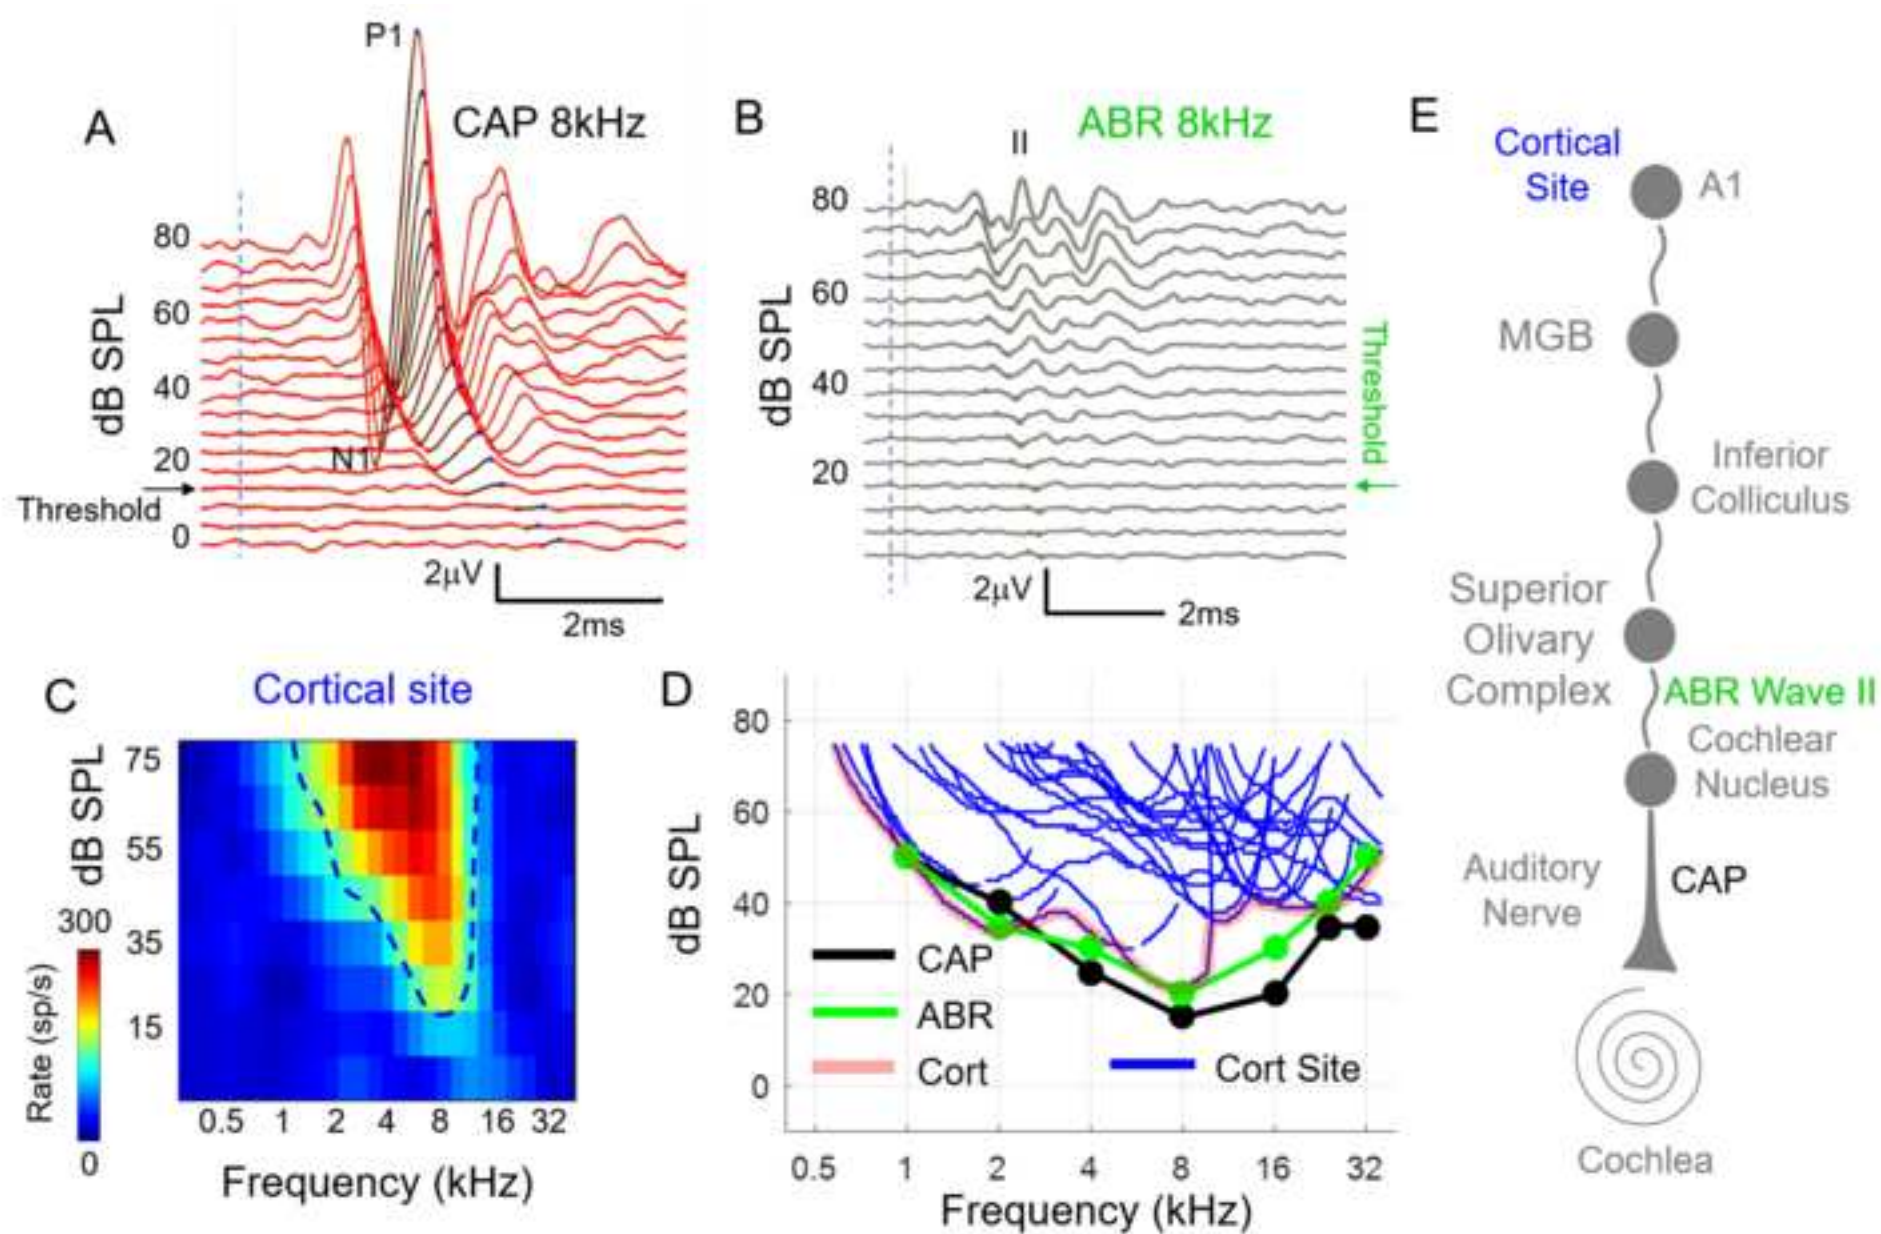 A
P1
CAP 8kHz
80
60
40
20
0
dB SPL
N1
Threshold
2µV
2ms
B
II
ABR 8kHz
80
60
40
20
dB SPL
Threshold
2µV
2ms
C
Cortical site
75
55
35
15
dB SPL
300
0
Rate (sp/s)
0.5 1 2 4 8 16 32
Frequency (kHz)
D
80
60
40
20
0
dB SPL
CAP
ABR
Cort
Cort Site
0.5 1 2 4 8 16 32
Frequency (kHz)
E
Cortical
Site
A1
MGB
Inferior
Colliculus
Superior
Olivary
Complex
ABR Wave II
Cochlear
Nucleus
Auditory
Nerve
CAP
Cochlea